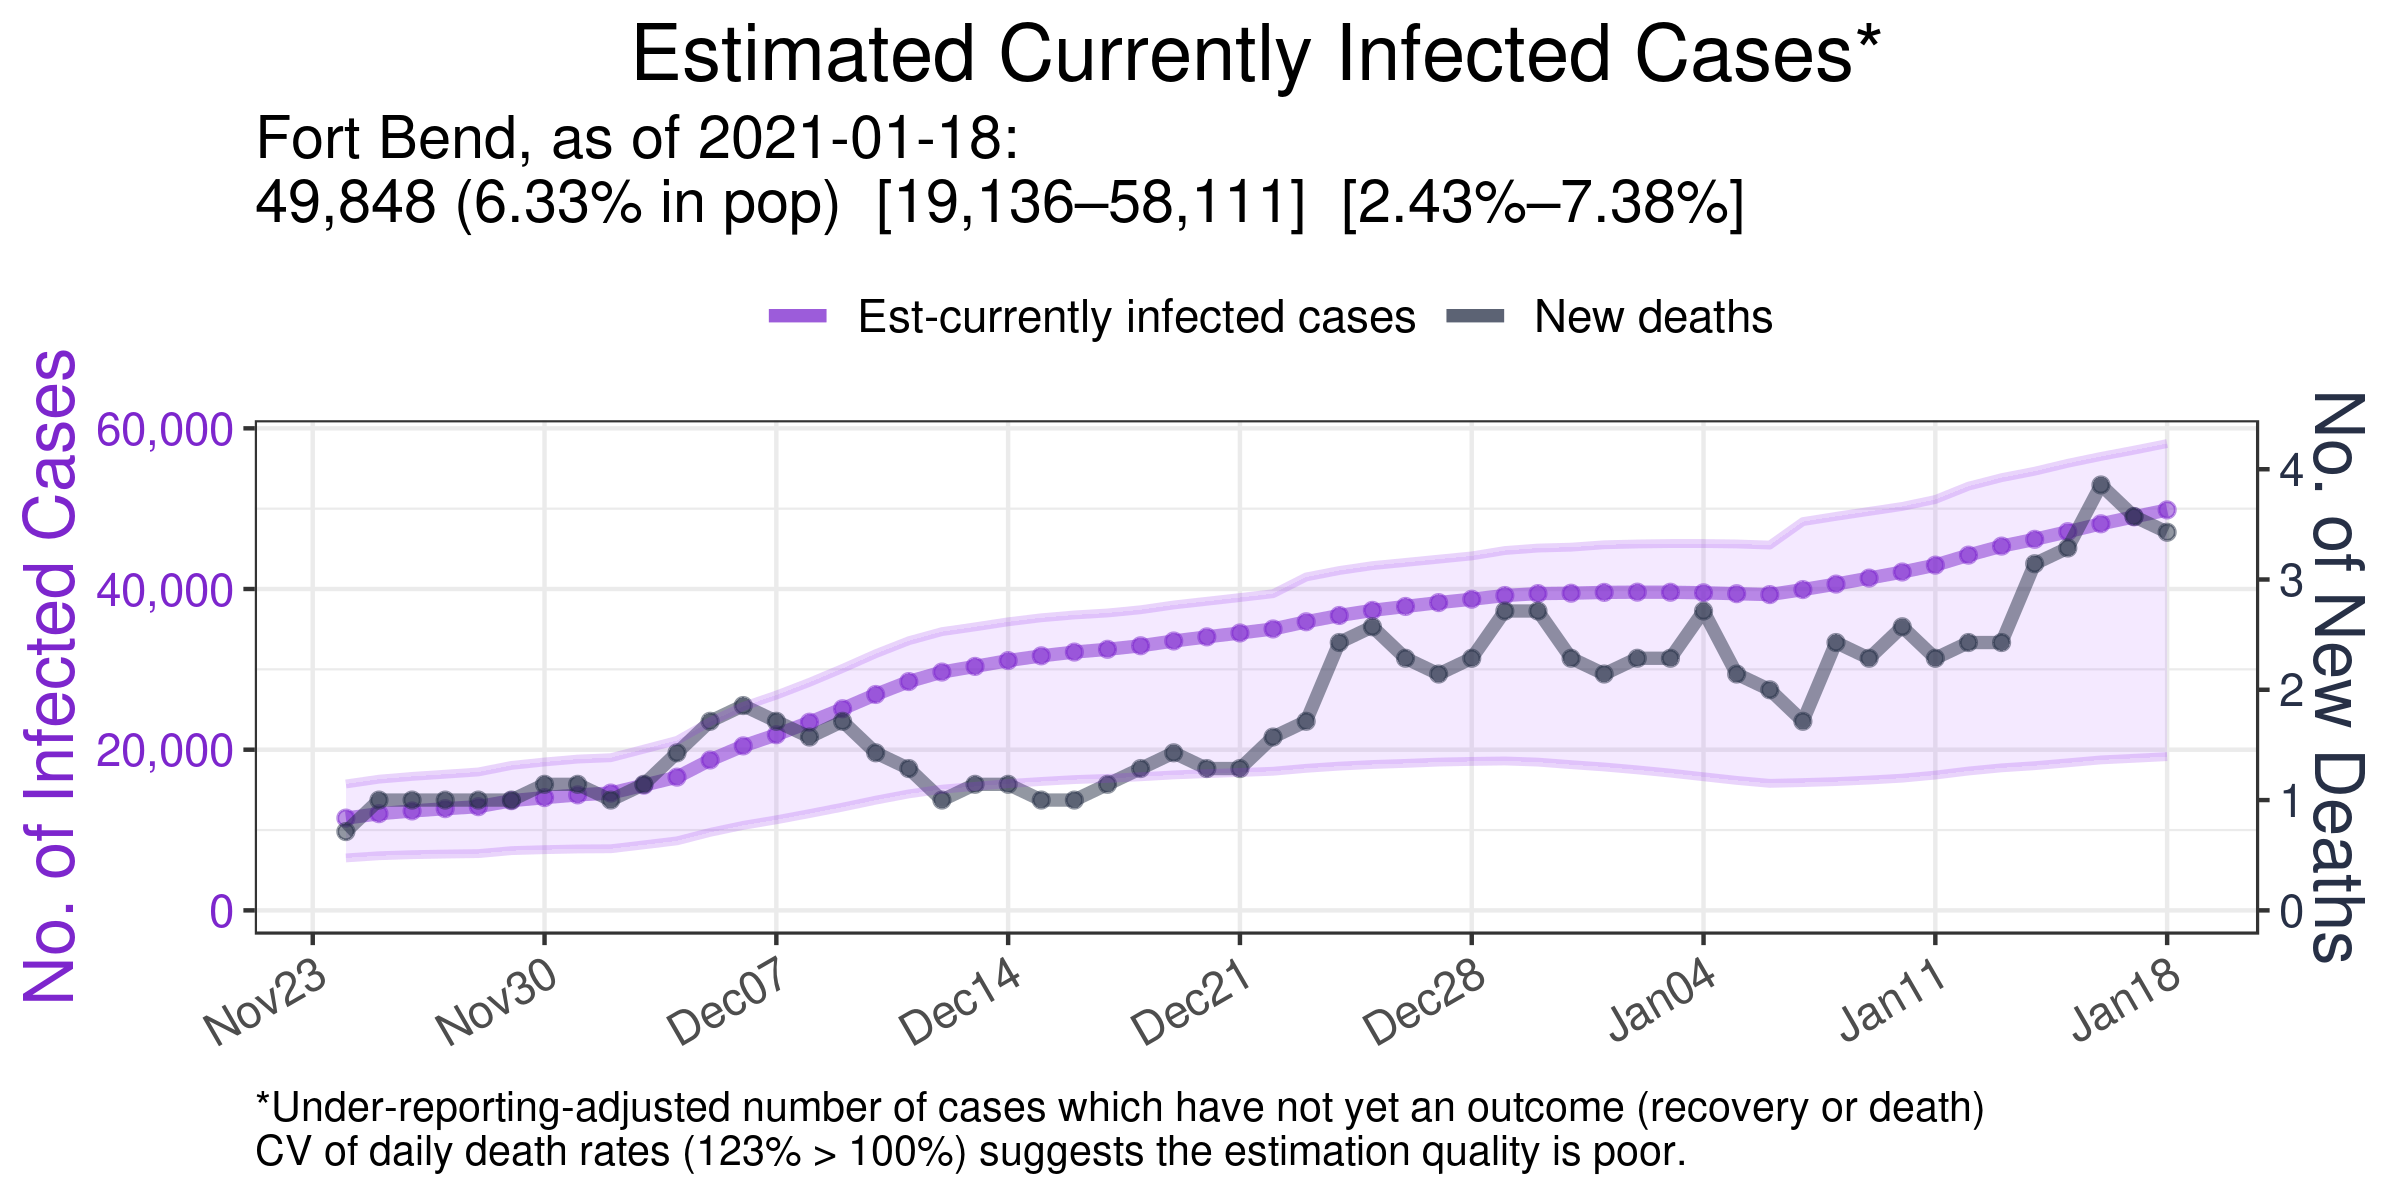 Estimated Currently Infected Cases*
Fort Bend, as of 2021-01-18:
49,848 (6.33% in pop)  [19,136–58,111]  [2.43%–7.38%]
Est-currently infected cases
New deaths
No. of Infected Cases
60,000
40,000
20,000
0
No. of New Deaths
4
3
2
1
0
Nov23
Nov30
Dec07
Dec14
Dec21
Dec28
Jan04
Jan11
Jan18
*Under-reporting-adjusted number of cases which have not yet an outcome (recovery or death)
CV of daily death rates (123% > 100%) suggests the estimation quality is poor.